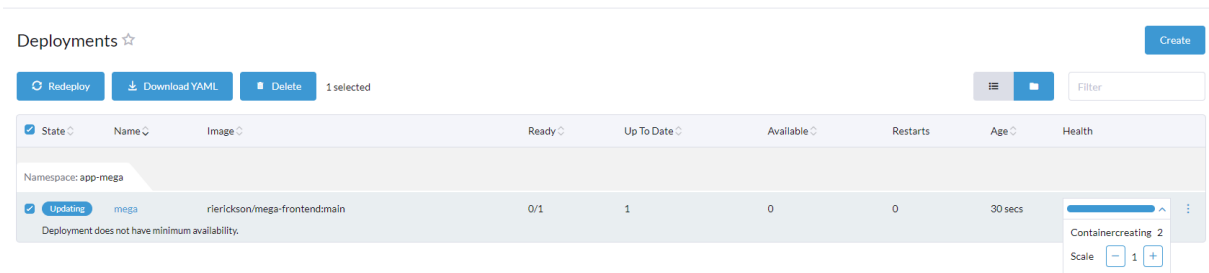 Deployments
Create
Redeploy Download YAML Delete 1 selected Filter
State Name Image Ready Up To Date Available Restarts Age Health
Namespace: app-mega
Updating mega rierickson/mega-frontend:main 0/1 1 0 0 30 secs
Deployment does not have minimum availability.
Containercreating 2
Scale − 1 +